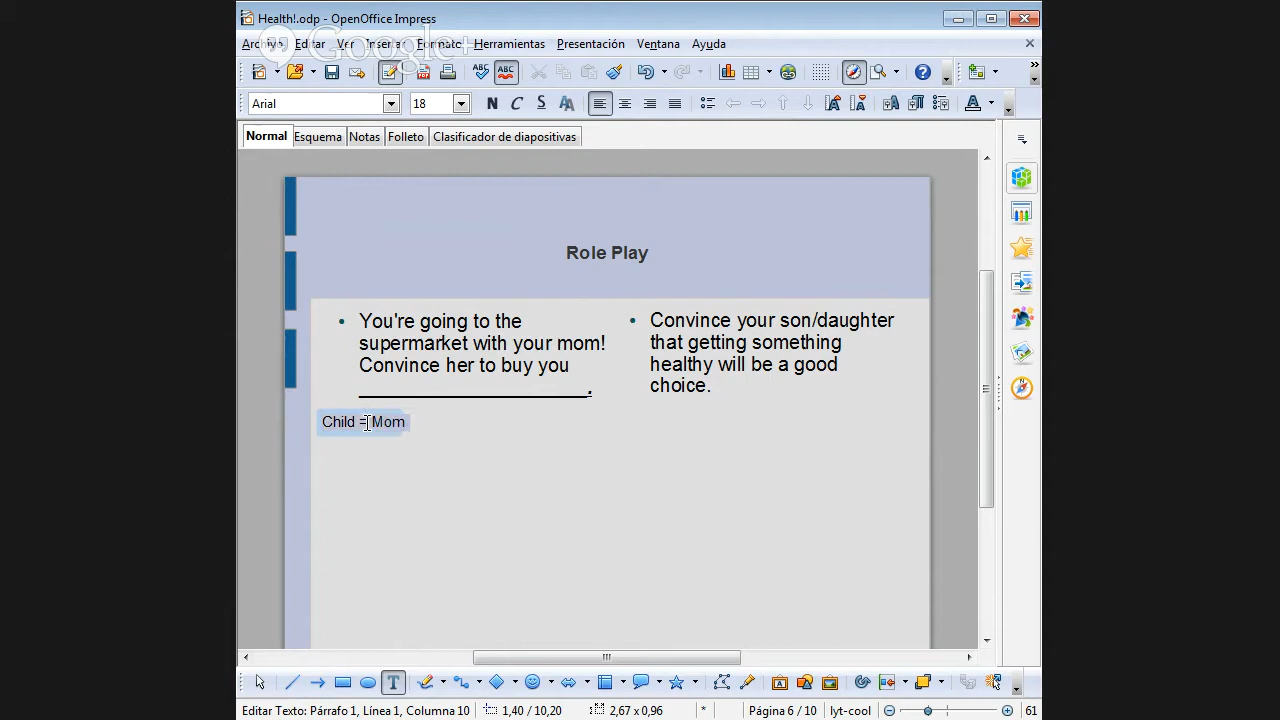 Health!.odp - OpenOffice Impress
Google+
Archivo Editar Ver Insertar Formato Herramientas Presentación Ventana Ayuda
Arial 18 N C S
Normal Esquema Notas Folleto Clasificador de diapositivas
Role Play
• You're going to the
supermarket with your mom!
Convince her to buy you
____________________.
• Convince your son/daughter
that getting something
healthy will be a good
choice.
Child = Mom
Editar Texto: Párrafo 1, Línea 1, Columna 10 1,40 / 10,20 2,67 x 0,96 * Página 6 / 10 lyt-cool 61